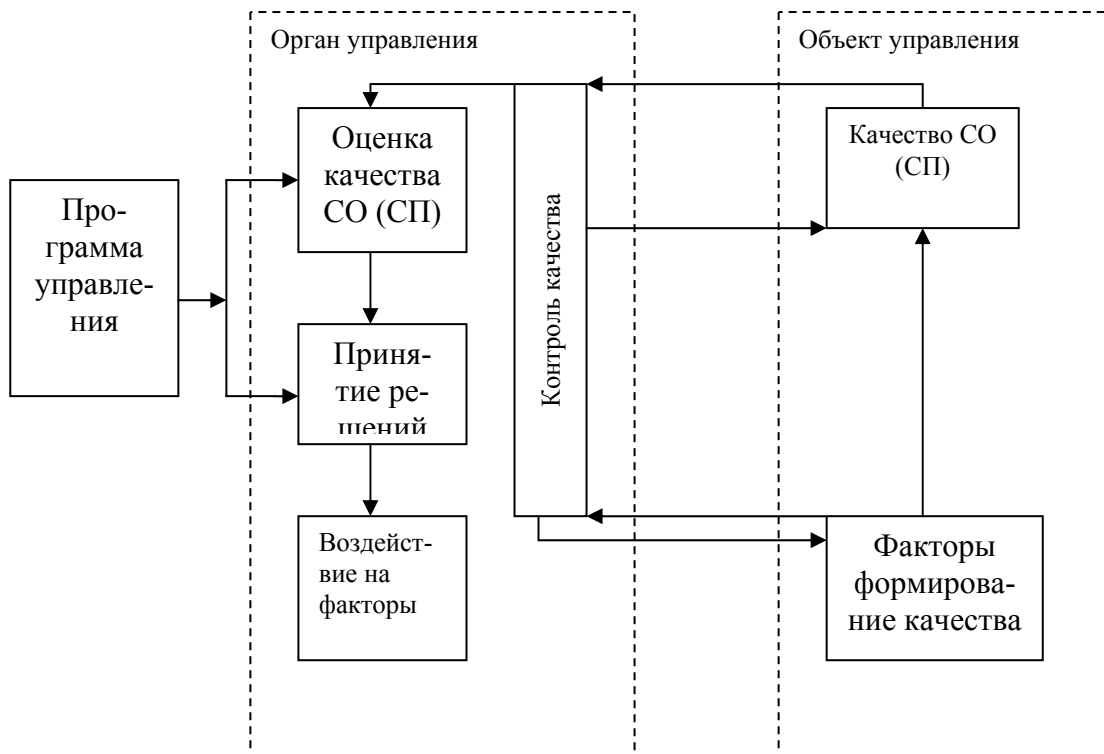 Орган управления
Объект управления
Про-
грамма
управле-
ния
Оценка
качества
СО (СП)
Приня-
тие ре-
шений
Воздейст-
вие на
факторы
Контроль качества
Качество СО
(СП)
Факторы
формирова-
ние качества